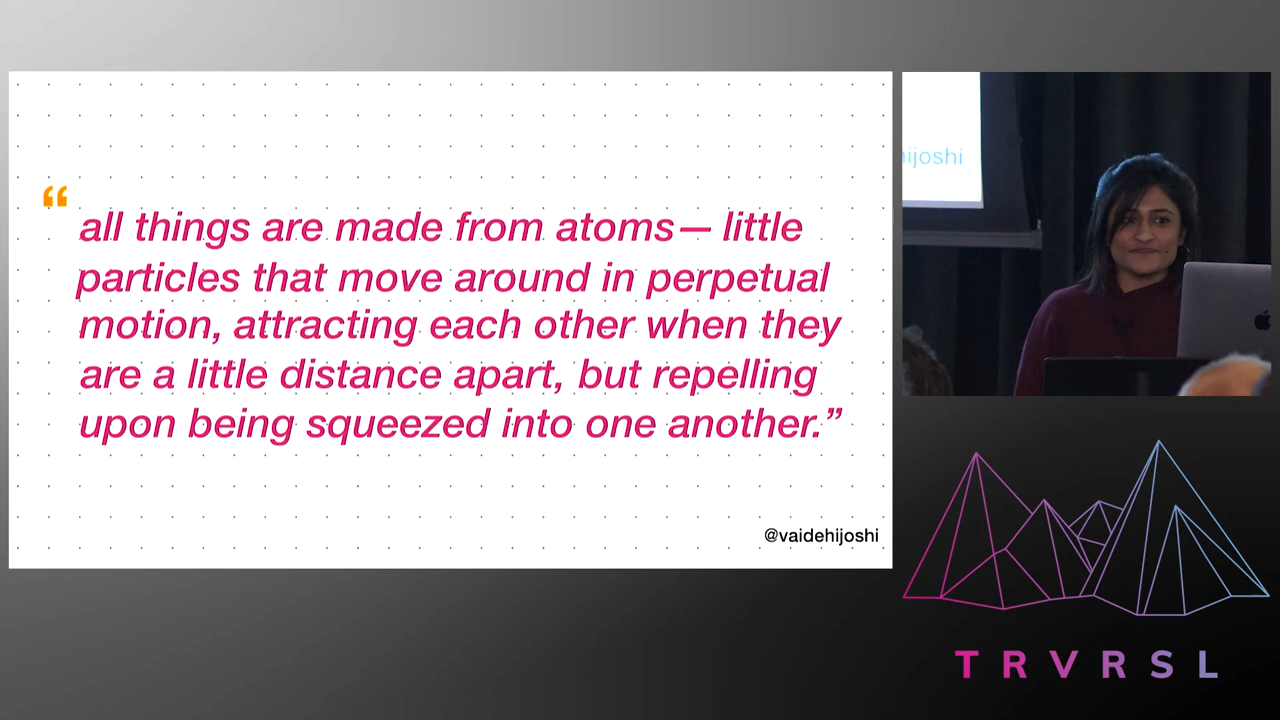 “all things are made from atoms— little
particles that move around in perpetual
motion, attracting each other when they
are a little distance apart, but repelling
upon being squeezed into one another.”
@vaidehijoshi
hijoshi
TRVRSL